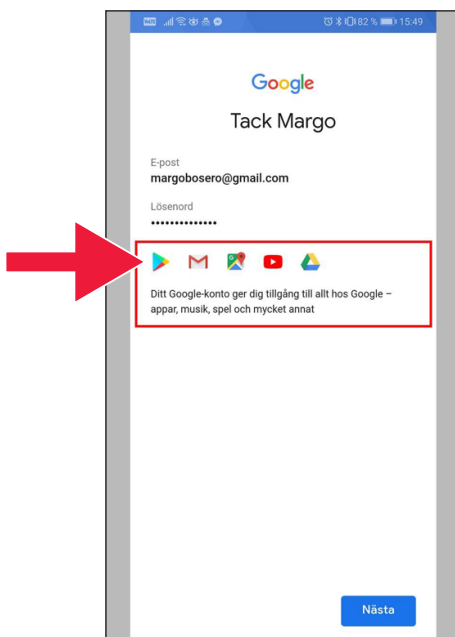 82 % 15:49
Google
Tack Margo
E-post
margobosero@gmail.com
Lösenord
••••••••••••••
Ditt Google-konto ger dig tillgång till allt hos Google –
appar, musik, spel och mycket annat
Nästa